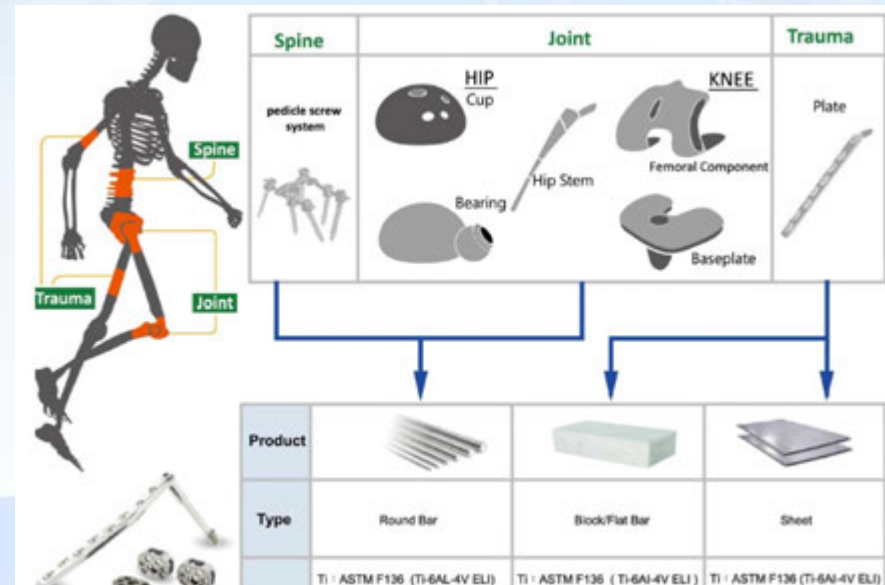 Spine
Joint
Trauma
pedicle screw
system
HIP
Cup
Hip Stem
Bearing
KNEE
Femoral Component
Baseplate
Plate
Spine
Trauma
Joint
Product
Type
Round Bar
Block/Flat Bar
Sheet
Ti : ASTM F136 (Ti-6AL-4V ELI)
Ti : ASTM F136 ( Ti-6Al-4V ELI )
Ti : ASTM F136 (Ti-6Al-4V ELI)